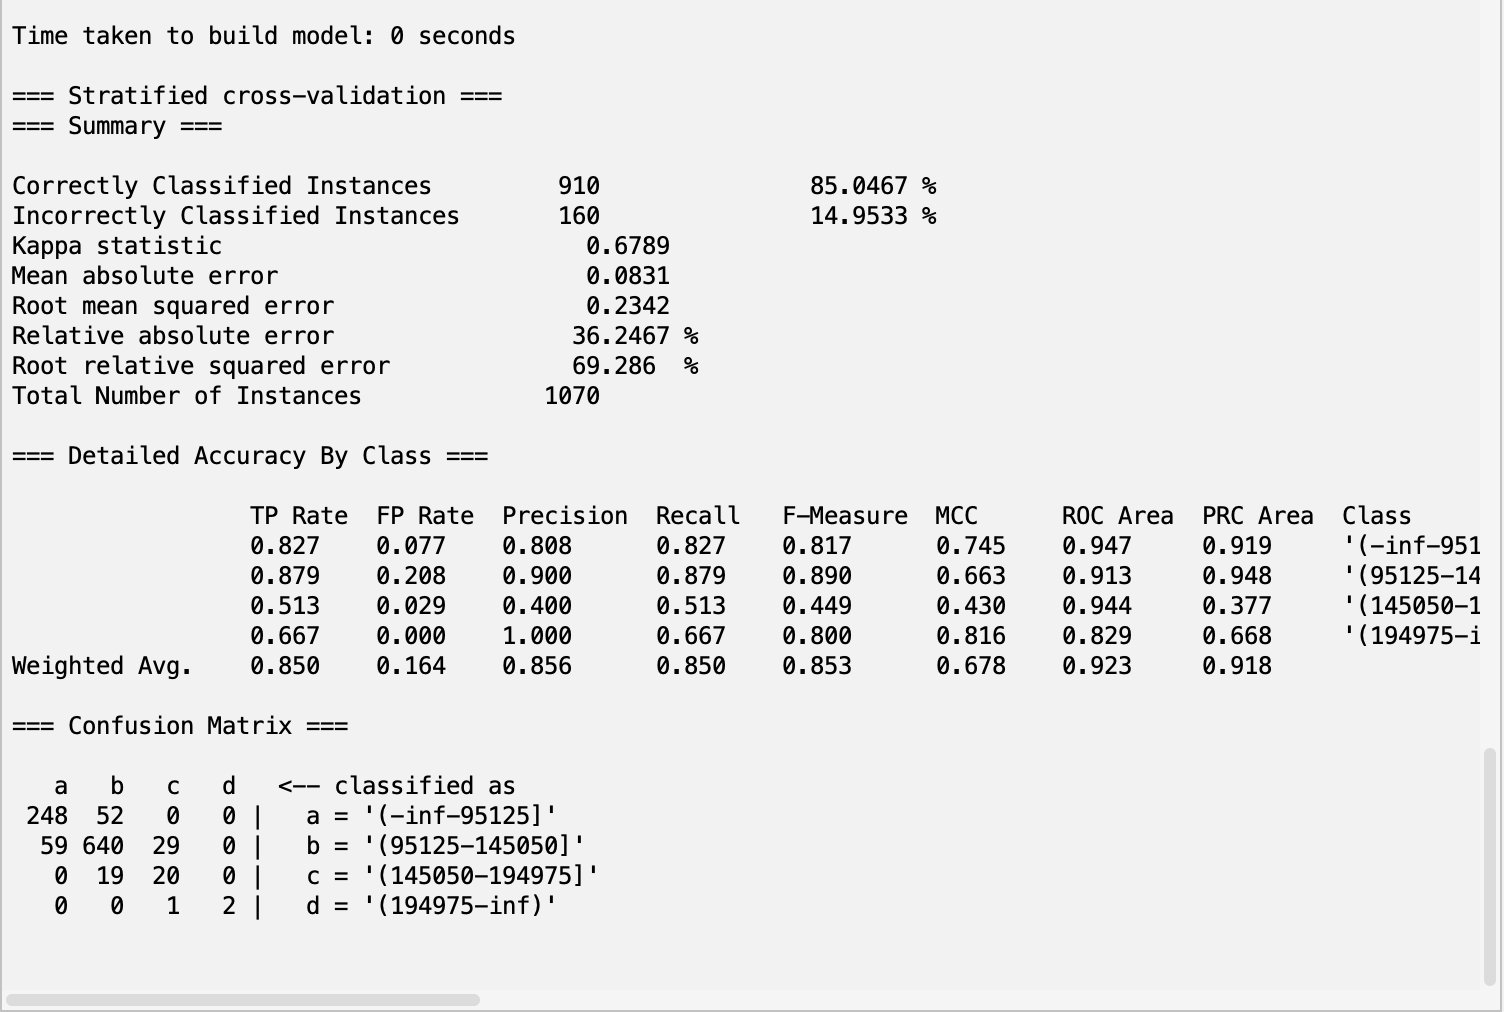 Time taken to build model: 0 seconds
=== Stratified cross-validation ===
=== Summary ===
Correctly Classified Instances         910               85.0467 %
Incorrectly Classified Instances       160               14.9533 %
Kappa statistic                          0.6789
Mean absolute error                      0.0831
Root mean squared error                  0.2342
Relative absolute error                 36.2467 %
Root relative squared error             69.286  %
Total Number of Instances             1070
=== Detailed Accuracy By Class ===
                 TP Rate  FP Rate  Precision  Recall   F-Measure  MCC      ROC Area  PRC Area  Class
                 0.827    0.077    0.808      0.827    0.817      0.745    0.947     0.919     '(-inf-951
                 0.879    0.208    0.900      0.879    0.890      0.663    0.913     0.948     '(95125-14
                 0.513    0.029    0.400      0.513    0.449      0.430    0.944     0.377     '(145050-1
                 0.667    0.000    1.000      0.667    0.800      0.816    0.829     0.668     '(194975-i
Weighted Avg.    0.850    0.164    0.856      0.850    0.853      0.678    0.923     0.918
=== Confusion Matrix ===
   a   b   c   d   <-- classified as
 248  52   0   0 |   a = '(-inf-95125]'
  59 640  29   0 |   b = '(95125-145050]'
   0  19  20   0 |   c = '(145050-194975]'
   0   0   1   2 |   d = '(194975-inf)'